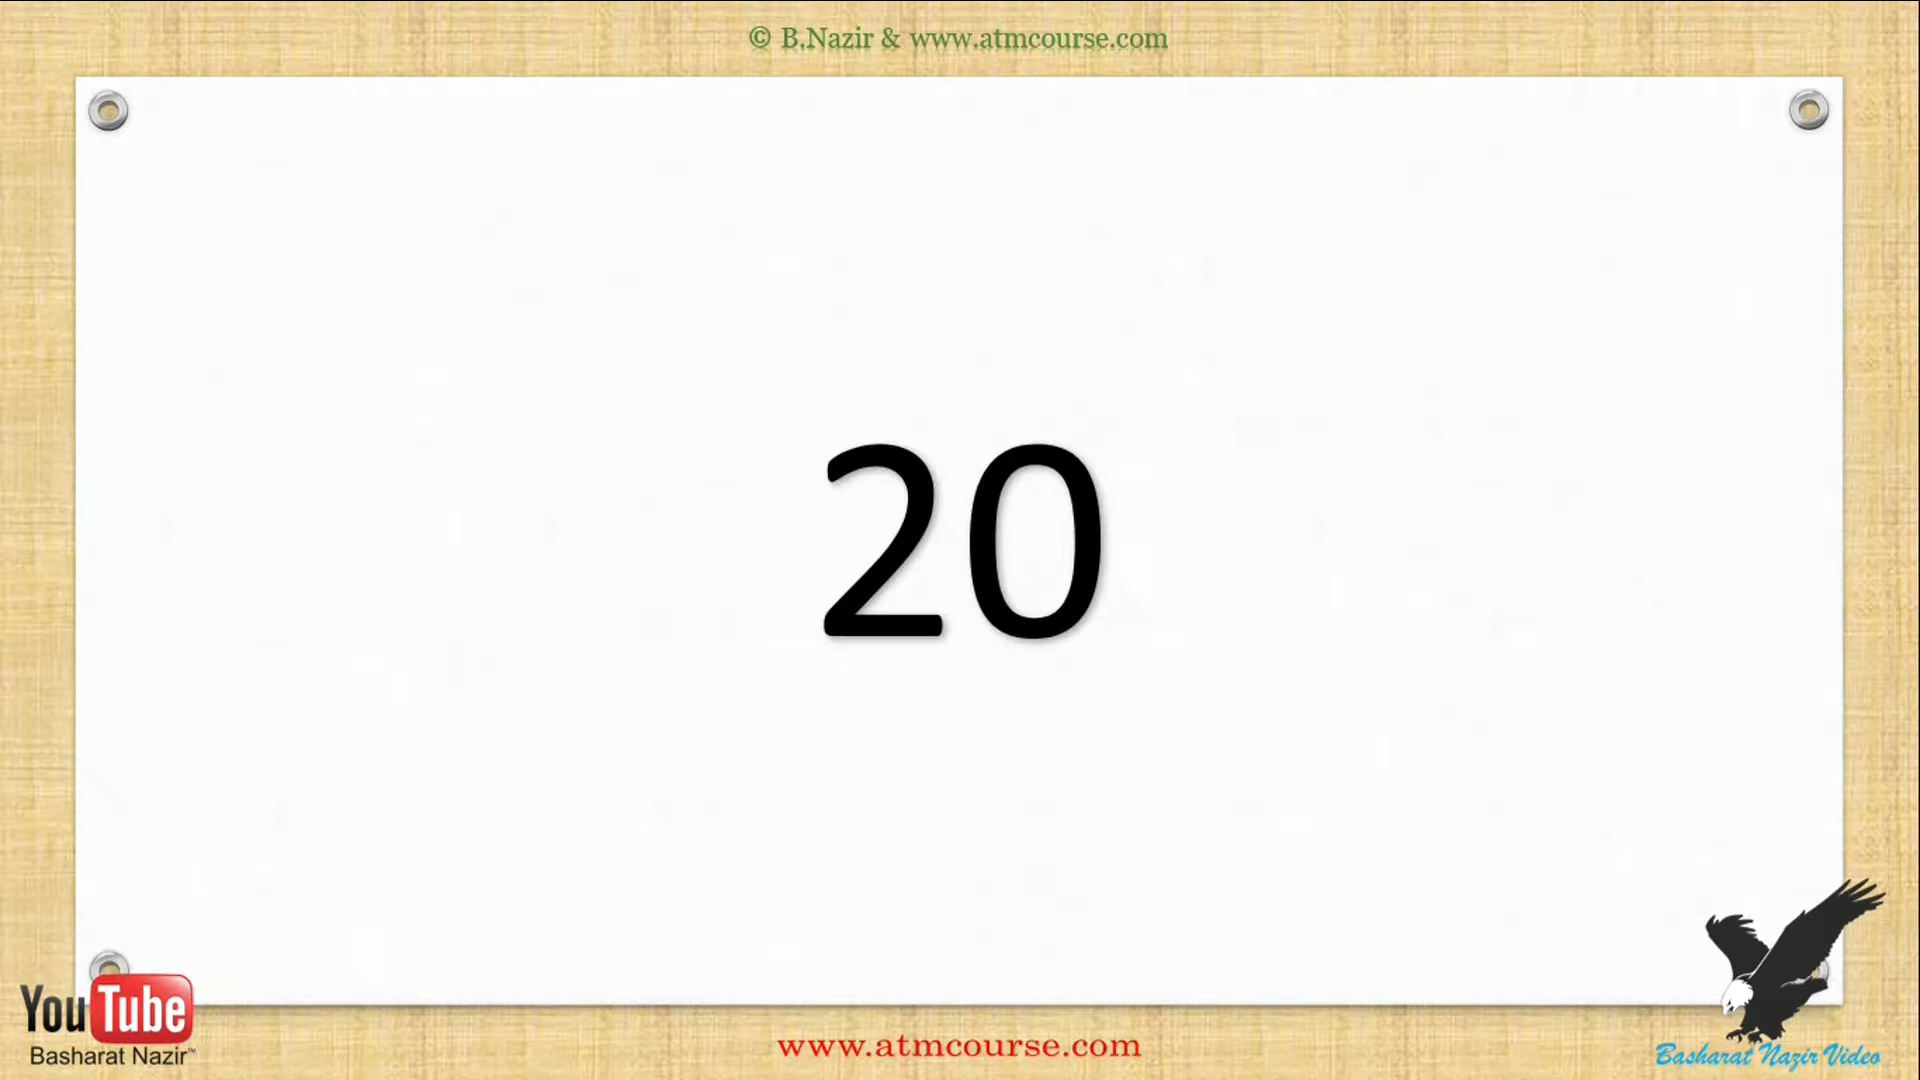 © B.Nazir & www.atmcourse.com
20
YouTube
Basharat Nazir™
www.atmcourse.com
Basharat Nazir Video